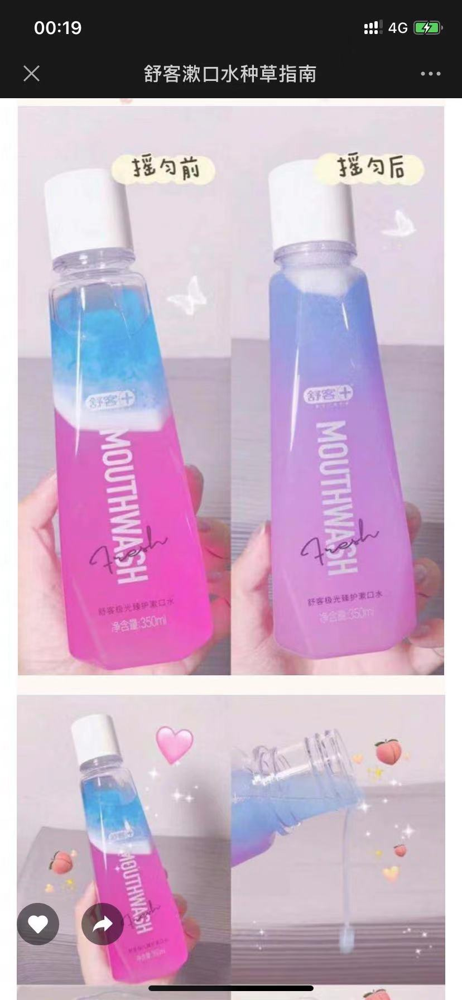 00:19
4G
舒客漱口水种草指南
摇匀前
摇匀后
舒客+
舒客+
MOUTHWASH
MOUTHWASH
Fresh
Fresh
舒客极光臻护漱口水
净含量:350ml
舒客极光臻护漱口水
净含量:350ml
MOUTHWASH
Fresh